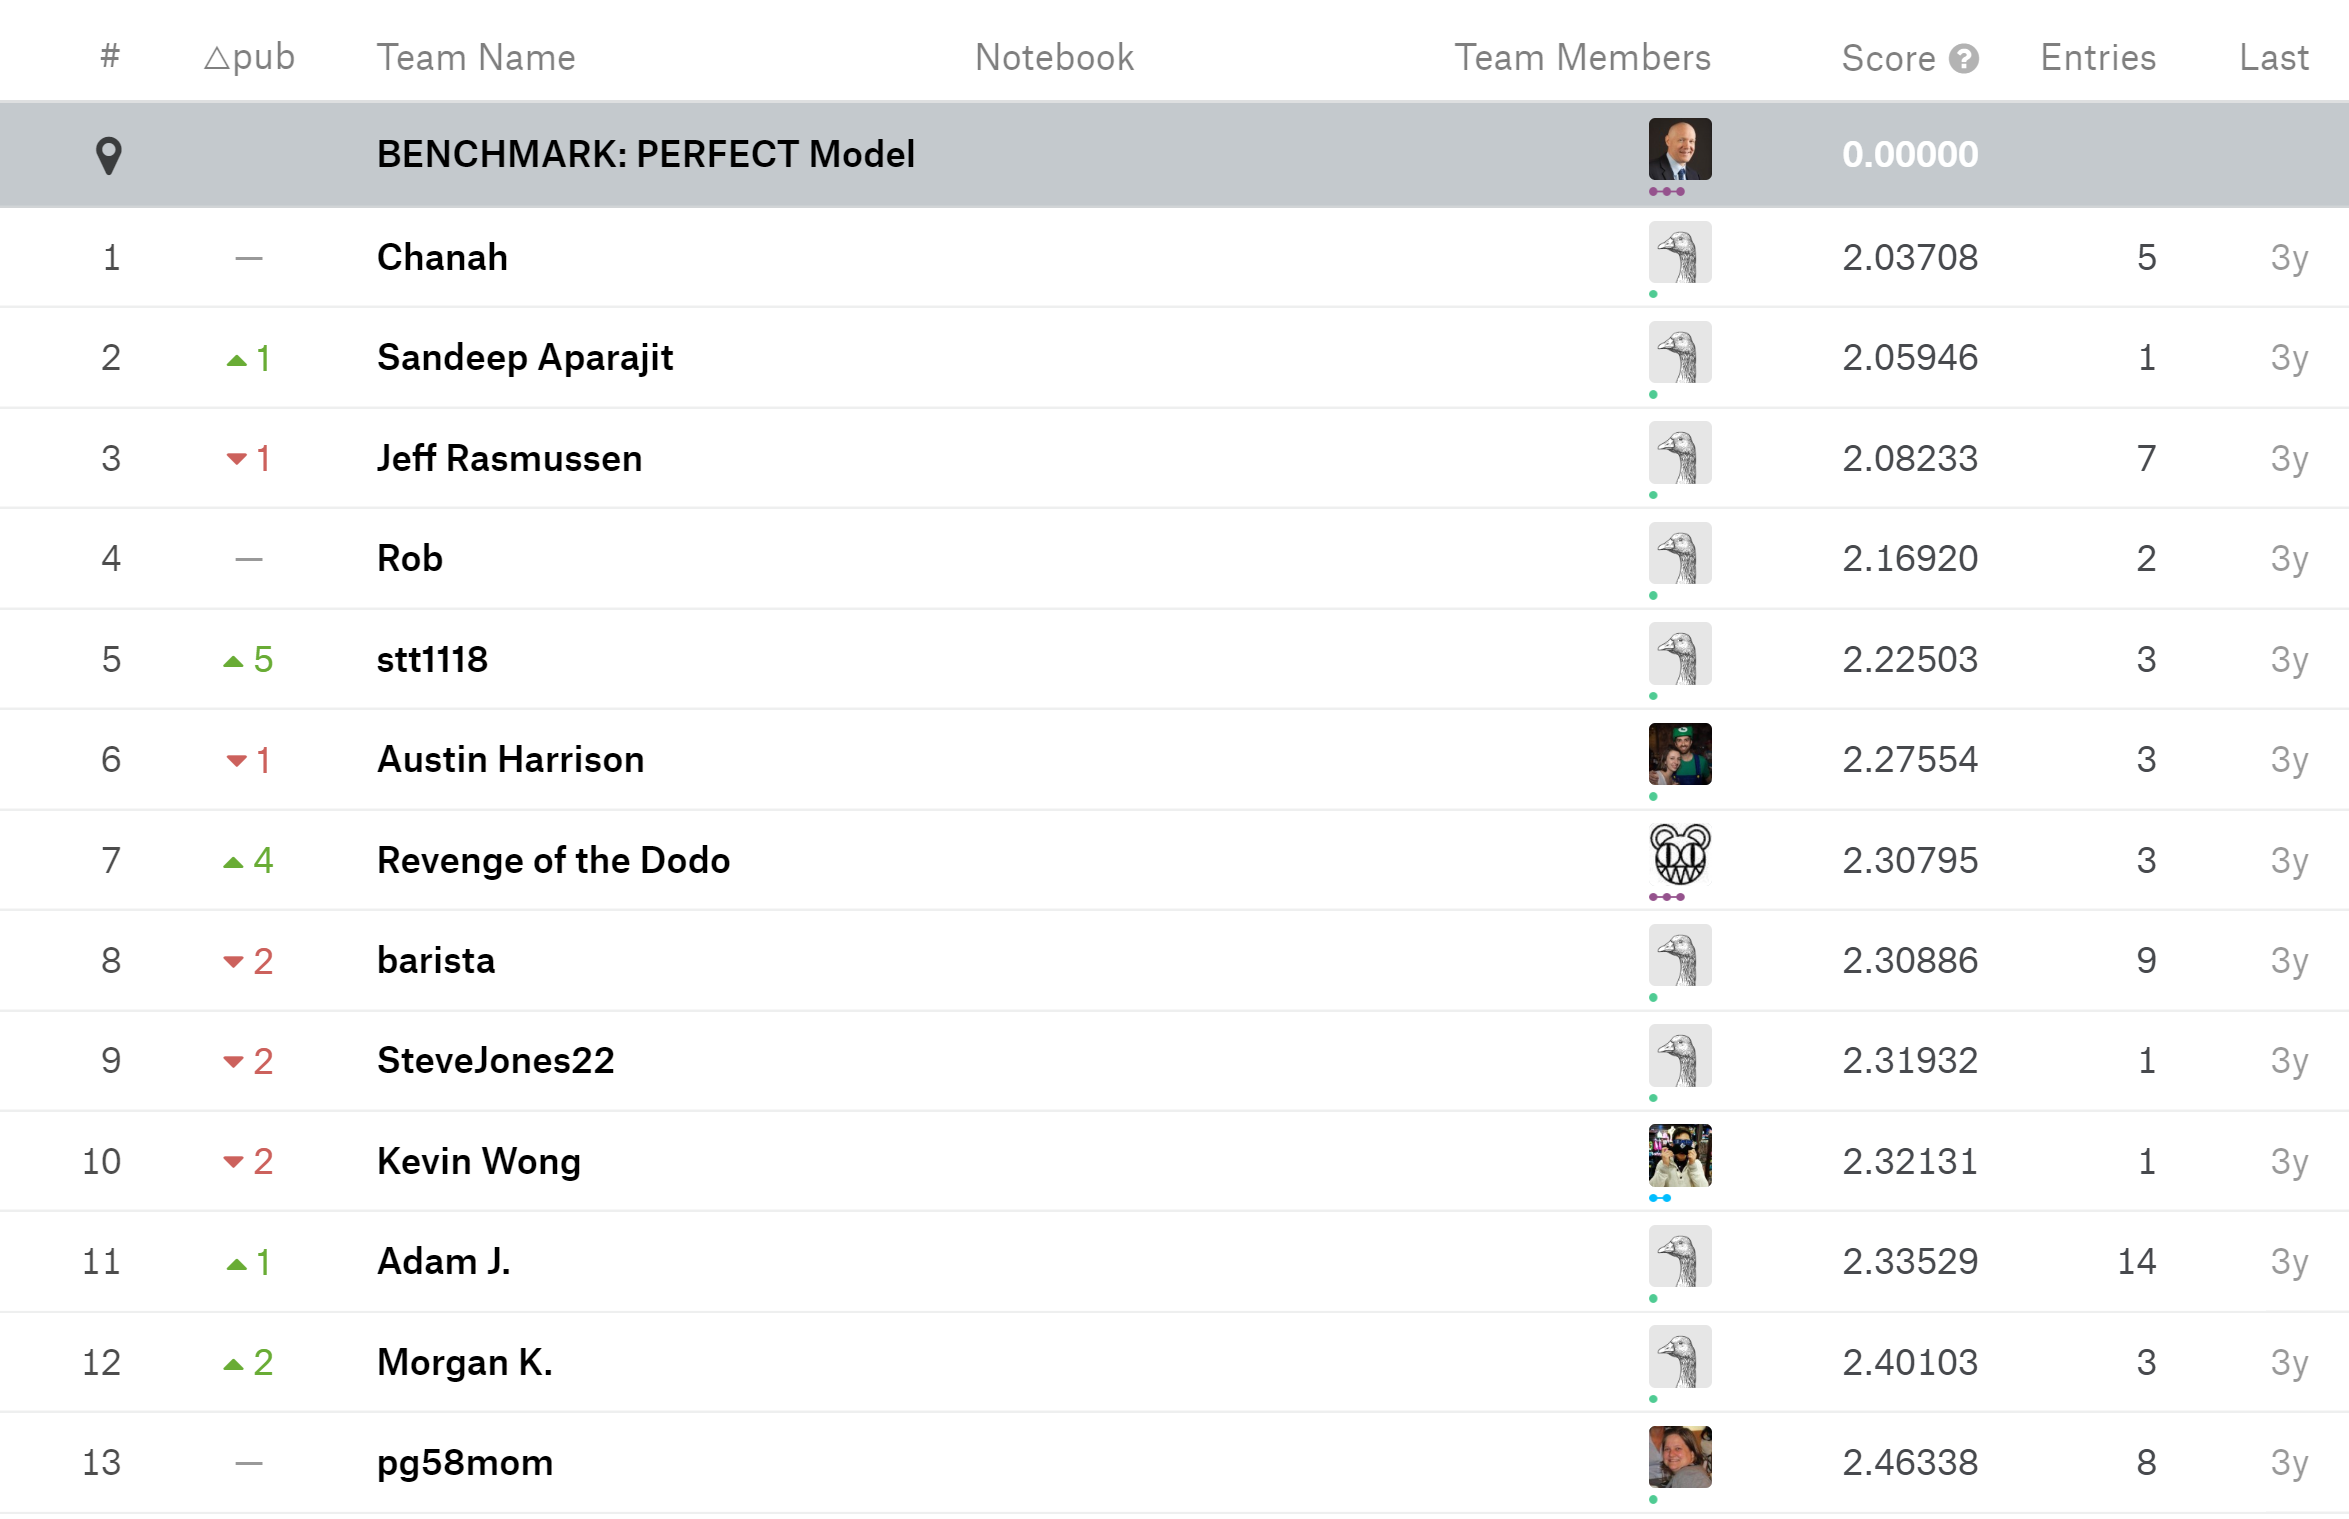 # △pub Team Name Notebook Team Members Score ? Entries Last
BENCHMARK: PERFECT Model 0.00000
1 — Chanah 2.03708 5 3y
2 ▲1 Sandeep Aparajit 2.05946 1 3y
3 ▼1 Jeff Rasmussen 2.08233 7 3y
4 — Rob 2.16920 2 3y
5 ▲5 stt1118 2.22503 3 3y
6 ▼1 Austin Harrison 2.27554 3 3y
7 ▲4 Revenge of the Dodo 2.30795 3 3y
8 ▼2 barista 2.30886 9 3y
9 ▼2 SteveJones22 2.31932 1 3y
10 ▼2 Kevin Wong 2.32131 1 3y
11 ▲1 Adam J. 2.33529 14 3y
12 ▲2 Morgan K. 2.40103 3 3y
13 — pg58mom 2.46338 8 3y